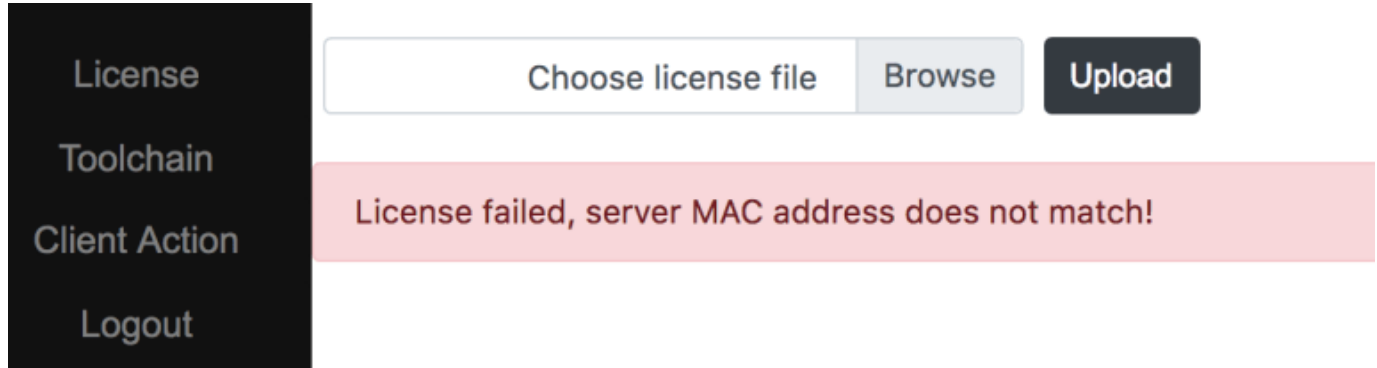 License
Toolchain
Client Action
Logout
Choose license file Browse Upload
License failed, server MAC address does not match!